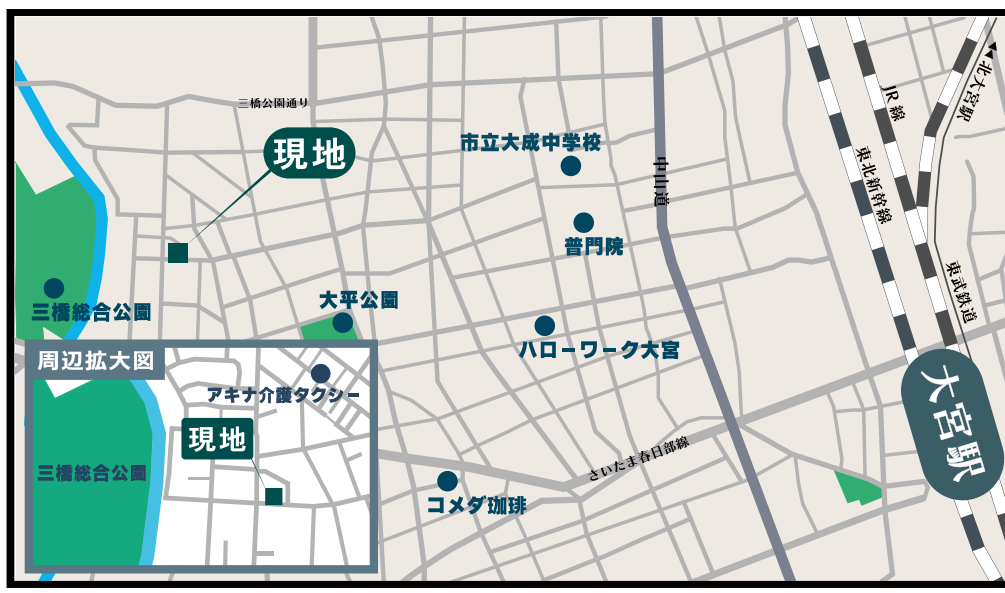 三橋公園通り
現地
市立大成中学校
普門院
中山道
JR線
東北新幹線
北大宮駅
東武鉄道
三橋総合公園
大平公園
ハローワーク大宮
大宮駅
さいたま春日部線
コメダ珈琲
周辺拡大図
アキナ介護タクシー
現地
三橋総合公園